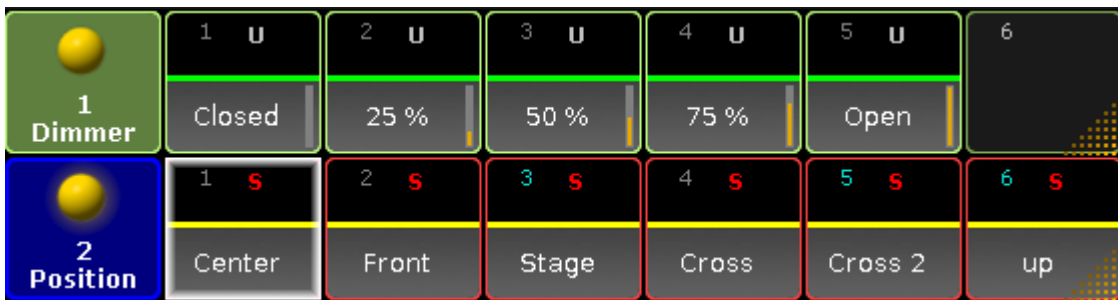 1 U 2 U 3 U 4 U 5 U 6
1
Dimmer
Closed 25 % 50 % 75 % Open
1 S 2 S 3 S 4 S 5 S 6 S
2
Position
Center Front Stage Cross Cross 2 up